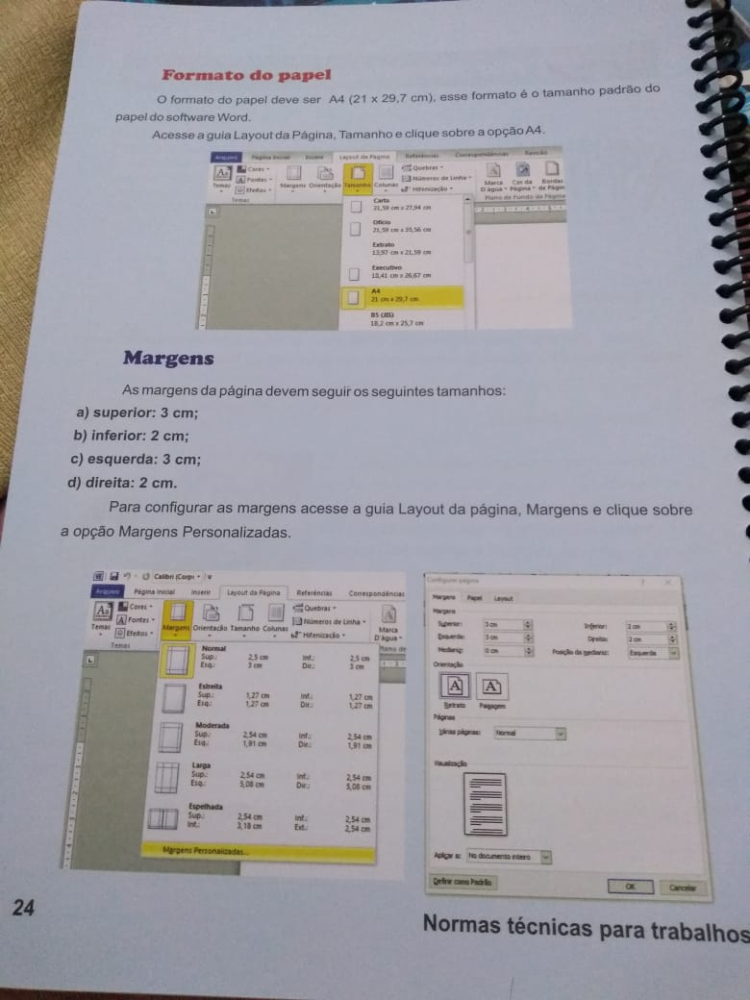 Formato do papel
O formato do papel deve ser A4 (21 x 29,7 cm), esse formato é o tamanho padrão do
papel do software Word.
Acesse a guia Layout da Página, Tamanho e clique sobre a opção A4.
Arquivo Página Inicial Inserir Layout da Página Referências Correspondências Revisão
Cores
Fontes
Efeitos
Temas
Margens Orientação Tamanho Colunas
Quebras
Números de Linha
Hifenização
Marca D'água Cor da Página Bordas de Págin
Temas
Plano de Fundo da Página
Carta
21,59 cm x 27,94 cm
Ofício
21,59 cm x 35,56 cm
Extrato
13,97 cm x 21,59 cm
Executivo
18,41 cm x 26,67 cm
A4
21 cm x 29,7 cm
B5 (JIS)
18,2 cm x 25,7 cm
Margens
As margens da página devem seguir os seguintes tamanhos:
a) superior: 3 cm;
b) inferior: 2 cm;
c) esquerda: 3 cm;
d) direita: 2 cm.
Para configurar as margens acesse a guia Layout da página, Margens e clique sobre
a opção Margens Personalizadas.
Calibri (Corpo
Arquivo Página Inicial Inserir Layout da Página Referências Correspondências
Cores
Fontes
Efeitos
Temas
Margens Orientação Tamanho Colunas
Quebras
Números de Linha
Hifenização
Marca D'água
Temas
Plano de
Normal
Sup.: 2,5 cm Inf.: 2,5 cm
Esq.: 3 cm Dir.: 3 cm
Estreita
Sup.: 1,27 cm Inf.: 1,27 cm
Esq.: 1,27 cm Dir.: 1,27 cm
Moderada
Sup.: 2,54 cm Inf.: 2,54 cm
Esq.: 1,91 cm Dir.: 1,91 cm
Larga
Sup.: 2,54 cm Inf.: 2,54 cm
Esq.: 5,08 cm Dir.: 5,08 cm
Espelhada
Sup.: 2,54 cm Inf.: 2,54 cm
Int.: 3,18 cm Ext.: 2,54 cm
Margens Personalizadas...
Configurar página
Margens Papel Layout
Margens
Superior: 3 cm Inferior: 2 cm
Esquerda: 3 cm Direita: 2 cm
Medianiz: 0 cm Posição da medianiz: Esquerda
Orientação
Retrato Paisagem
Páginas
Várias páginas: Normal
Visualização
Aplicar a: No documento inteiro
Definir como Padrão OK Cancelar
24
Normas técnicas para trabalhos